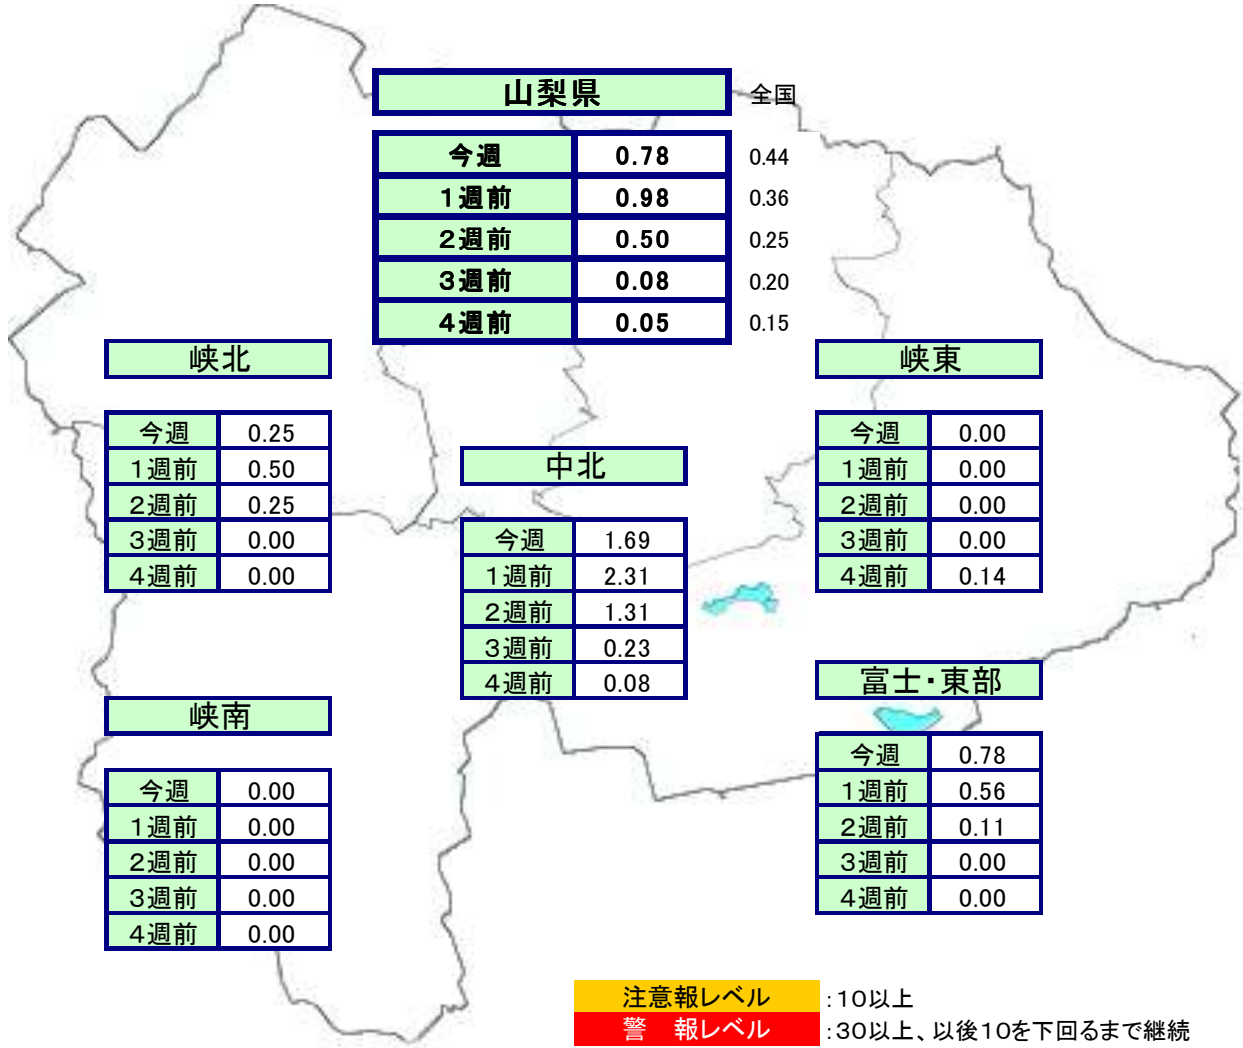 山梨県 全国
今週 0.78 0.44
1週前 0.98 0.36
2週前 0.50 0.25
3週前 0.08 0.20
4週前 0.05 0.15
峡北
今週 0.25
1週前 0.50
2週前 0.25
3週前 0.00
4週前 0.00
中北
今週 1.69
1週前 2.31
2週前 1.31
3週前 0.23
4週前 0.08
峡東
今週 0.00
1週前 0.00
2週前 0.00
3週前 0.00
4週前 0.14
峡南
今週 0.00
1週前 0.00
2週前 0.00
3週前 0.00
4週前 0.00
富士・東部
今週 0.78
1週前 0.56
2週前 0.11
3週前 0.00
4週前 0.00
注意報レベル :10以上
警 報レベル :30以上、以後10を下回るまで継続